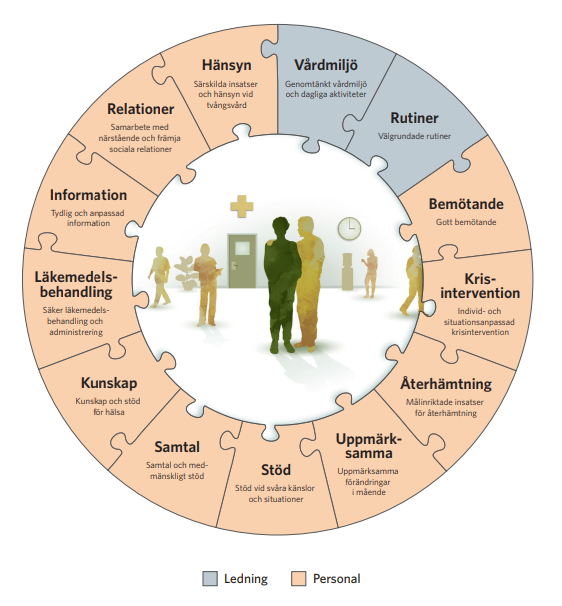 Vårdmiljö
Genomtänkt vårdmiljö
och dagliga aktiviteter
Rutiner
Välgrundade rutiner
Bemötande
Gott bemötande
Kris-
intervention
Individ- och
situationsanpassad
krisintervention
Återhämtning
Målinriktade insatser
för återhämtning
Uppmärk-
samma
Uppmärksamma
förändringar
i mående
Stöd
Stöd vid svåra känslor
och situationer
Samtal
Samtal och med-
mänskligt stöd
Kunskap
Kunskap och stöd
för hälsa
Läkemedels-
behandling
Säker läkemedels-
behandling och
administrering
Information
Tydlig och anpassad
information
Relationer
Samarbete med
närstående och främja
sociala relationer
Hänsyn
Särskilda insatser
och hänsyn vid
tvångsvård
Ledning
Personal